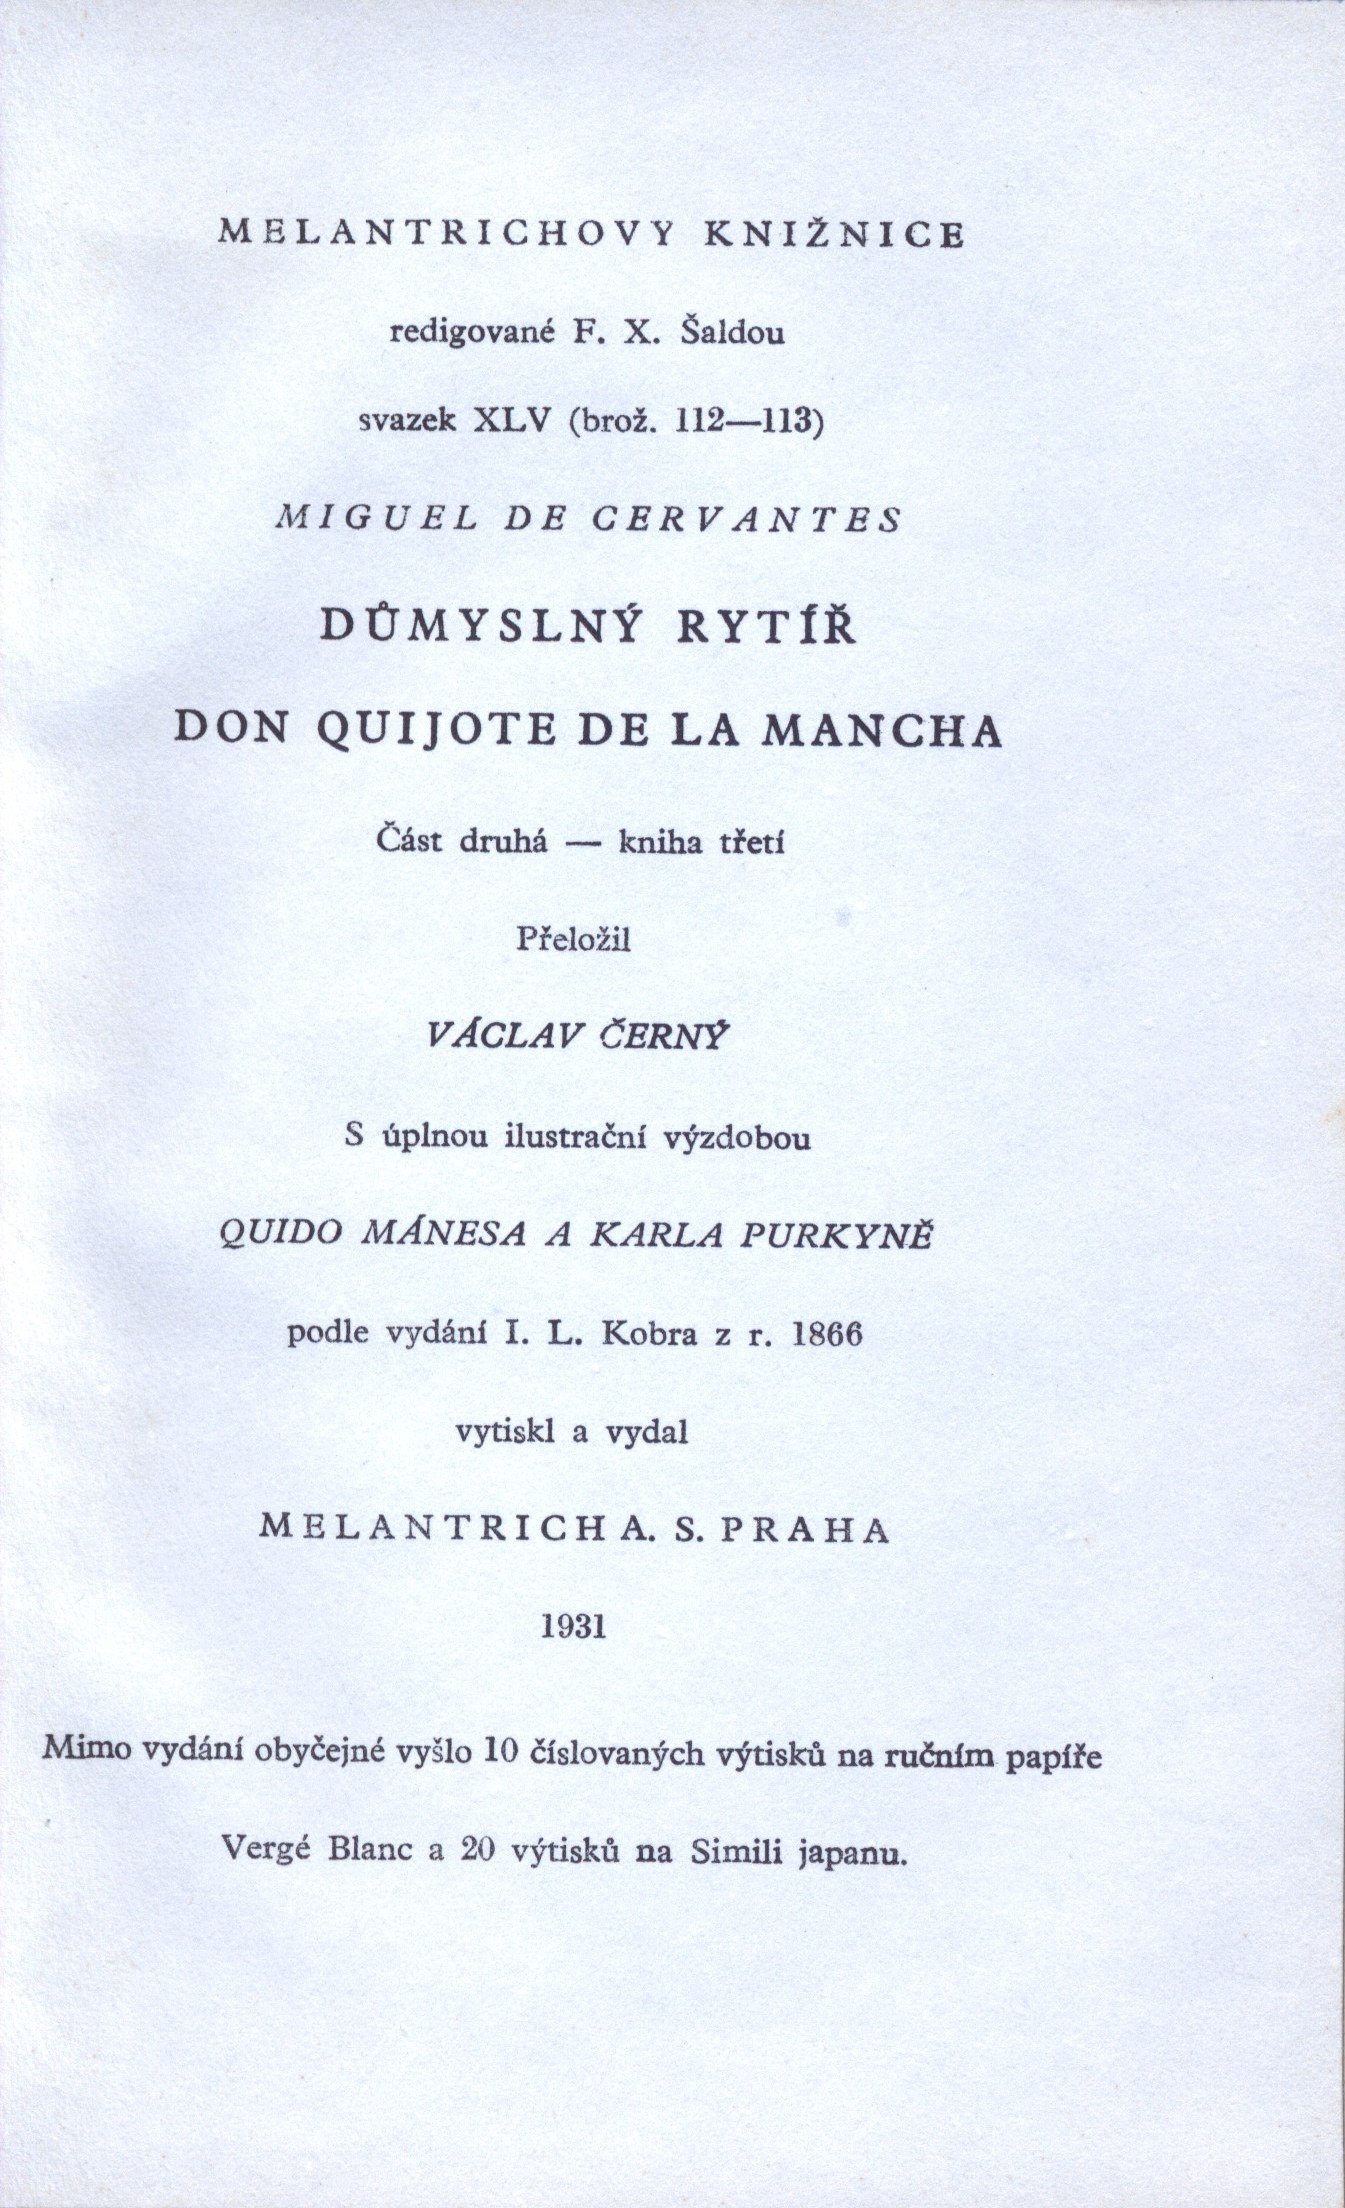 MELANTRICHOVY KNIŽNICE
redigované F. X. Šaldou
svazek XLV (brož. 112—113)
MIGUEL DE CERVANTES
DŮMYSLNÝ RYTÍŘ
DON QUIJOTE DE LA MANCHA
Část druhá — kniha třetí
Přeložil
VÁCLAV ČERNÝ
S úplnou ilustrační výzdobou
QUIDO MÁNESA A KARLA PURKYNĚ
podle vydání I. L. Kobra z r. 1866
vytiskl a vydal
MELANTRICH A. S. PRAHA
1931
Mimo vydání obyčejné vyšlo 10 číslovaných výtisků na ručním papíře
Vergé Blanc a 20 výtisků na Simili japanu.